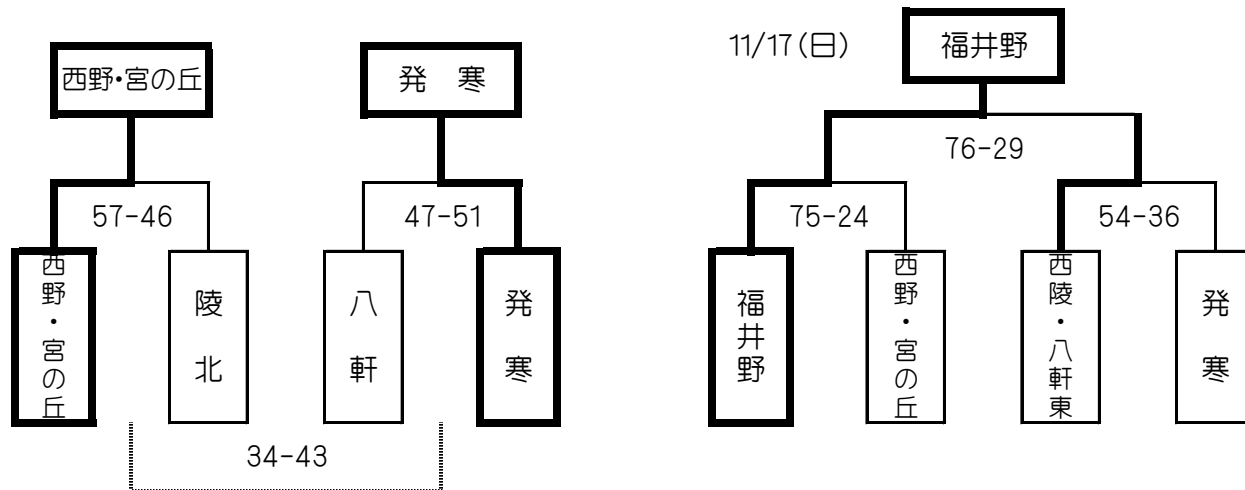 西野・宮の丘
発　寒
57-46
47-51
西野・宮の丘
陵北
八軒
発寒
34-43
11/17(日)
福井野
76-29
75-24
54-36
福井野
西野・宮の丘
西陵・八軒東
発寒